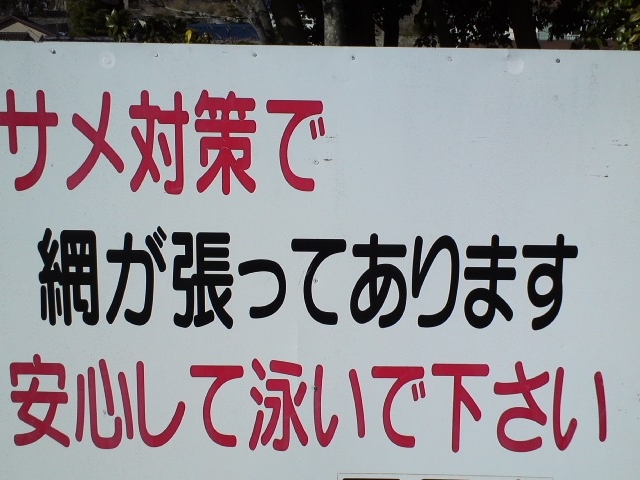 サメ対策で
網が張ってあります
安心して泳いで下さい